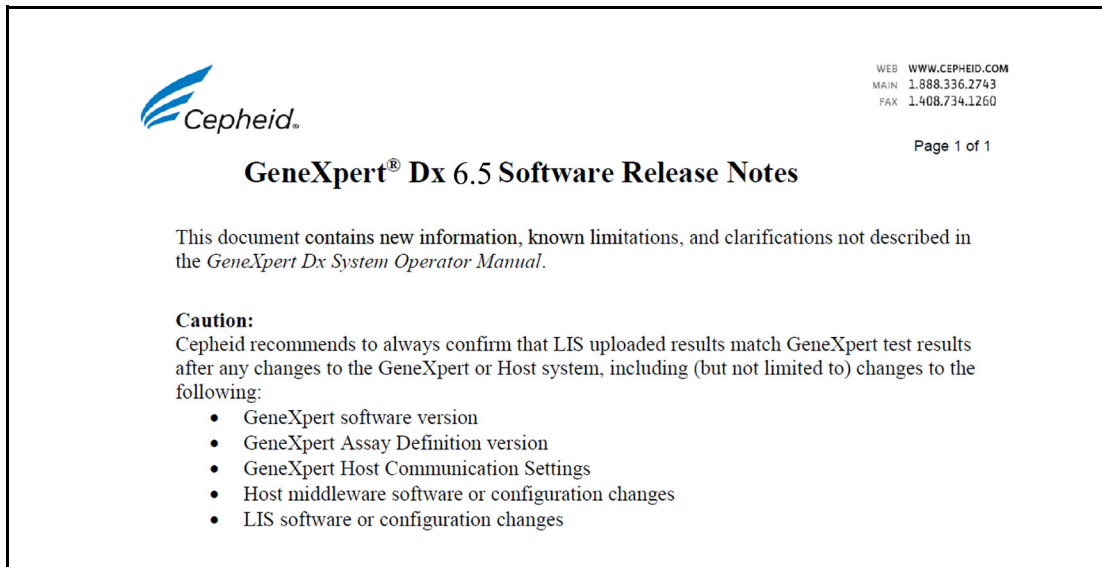 Cepheid®
WEB WWW.CEPHEID.COM
MAIN 1.888.336.2743
FAX 1.408.734.1260
Page 1 of 1
GeneXpert® Dx 6.5 Software Release Notes
This document contains new information, known limitations, and clarifications not described in
the GeneXpert Dx System Operator Manual.
Caution:
Cepheid recommends to always confirm that LIS uploaded results match GeneXpert test results
after any changes to the GeneXpert or Host system, including (but not limited to) changes to the
following:
• GeneXpert software version
• GeneXpert Assay Definition version
• GeneXpert Host Communication Settings
• Host middleware software or configuration changes
• LIS software or configuration changes